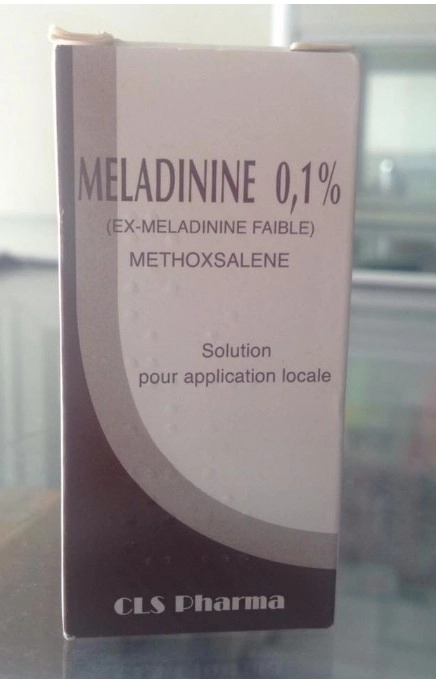 MELADININE 0,1%
(EX-MELADININE FAIBLE)
METHOXSALENE
Solution
pour application locale
CLS Pharma